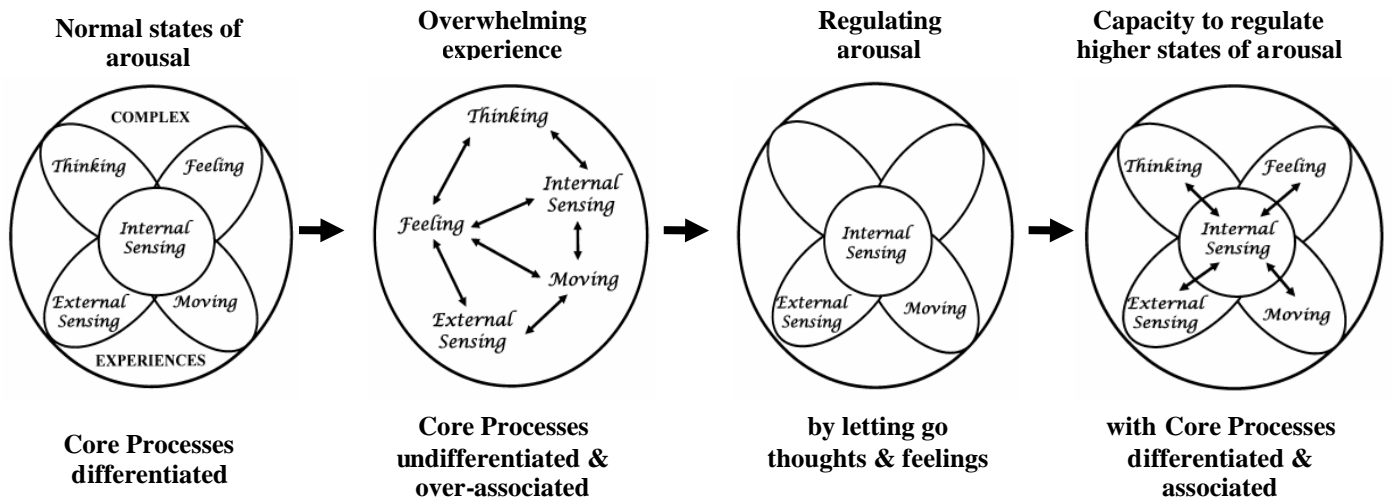 Normal states of
arousal
COMPLEX
Thinking
Feeling
Internal
Sensing
External
Sensing
Moving
EXPERIENCES
Core Processes
differentiated
Overwhelming
experience
Thinking
Internal
Sensing
Feeling
Moving
External
Sensing
Core Processes
undifferentiated &
over-associated
Regulating
arousal
Internal
Sensing
External
Sensing
Moving
by letting go
thoughts & feelings
Capacity to regulate
higher states of arousal
Thinking
Feeling
Internal
Sensing
External
Sensing
Moving
with Core Processes
differentiated &
associated